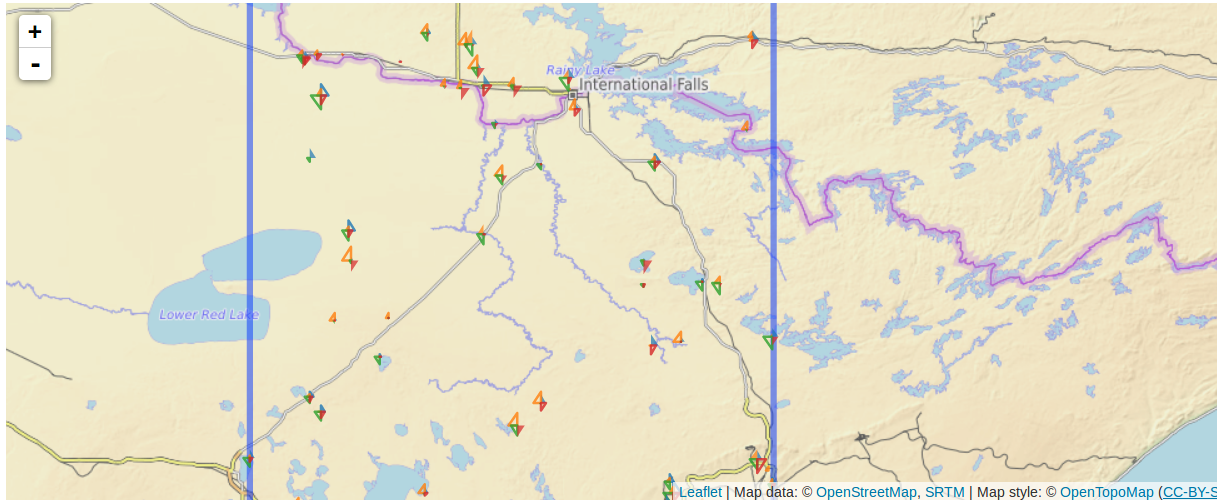 +
-
Rainy Lake
International Falls
Lower Red Lake
Leaflet | Map data: © OpenStreetMap, SRTM | Map style: © OpenTopoMap (CC-BY-S